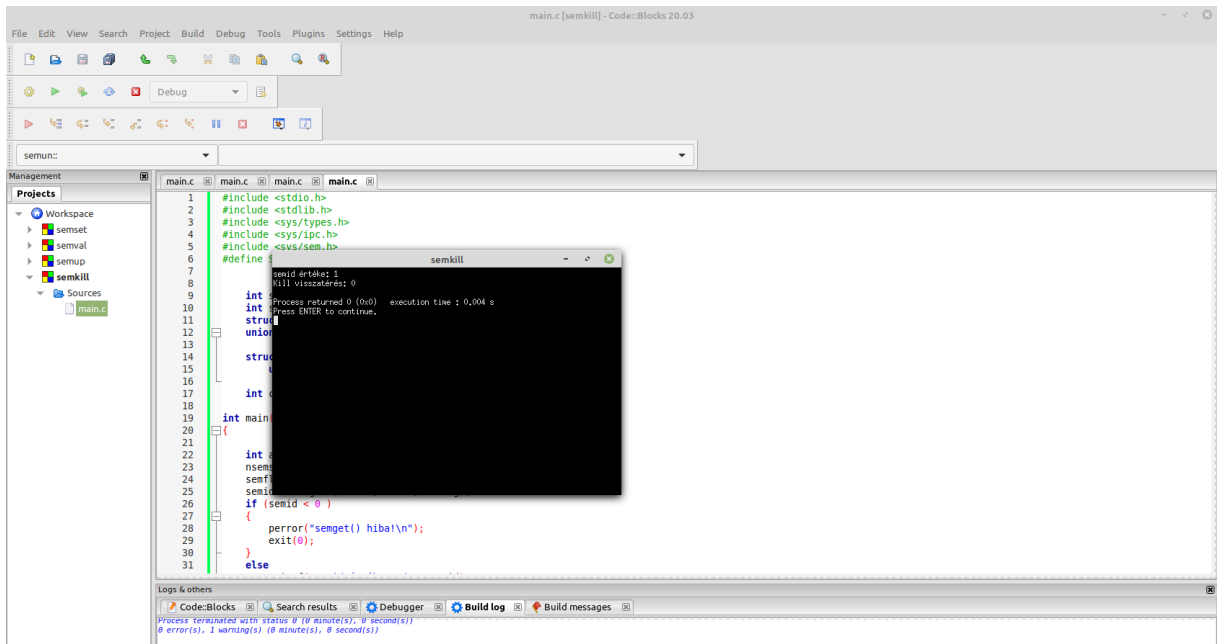 main.c [semkill] - Code::Blocks 20.03
File Edit View Search Project Build Debug Tools Plugins Settings Help
Debug
semun::
Management
Projects
Workspace
semset
semval
semup
semkill
Sources
main.c
main.c main.c main.c main.c
1 #include <stdio.h>
2 #include <stdlib.h>
3 #include <sys/types.h>
4 #include <sys/ipc.h>
5 #include <sys/sem.h>
6 #define
7
8
9 int
10 int
11
12 union
13
14
15
16
17 int
18
19 int main
20 {
21
22 int
23
24
25
26 if (semid < 0 )
27 {
28 perror("semget() hiba!\n");
29 exit(0);
30 }
31 else
semkill
semid értéke: 1
Kill visszatérés: 0
Process returned 0 (0x0) execution time : 0.004 s
Press ENTER to continue.
Logs & others
Code::Blocks Search results Debugger Build log Build messages
Process terminated with status 0 (0 minute(s), 0 second(s))
0 error(s), 1 warning(s) (0 minute(s), 0 second(s))